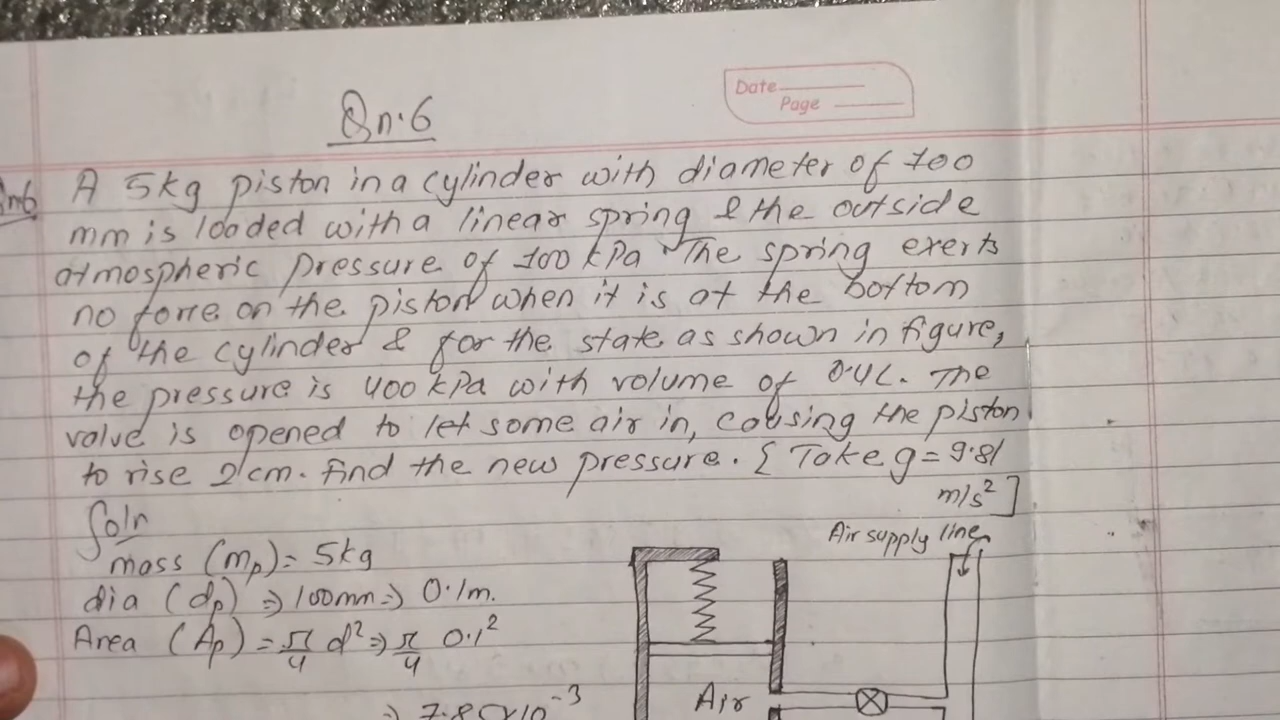 Date
Page
Qn.6
Qn6 A 5kg piston in a cylinder with diameter of 100
mm is loaded with a linear spring & the outside
atmospheric pressure of 100 kPa The spring exerts
no force on the piston when it is at the bottom
of the cylinder & for the state as shown in figure,
the pressure is 400 kPa with volume of 0.4L. The
valve is opened to let some air in, causing the piston
to rise 2 cm. Find the new pressure. [ Take g = 9.81
m/s² ]
Soln
mass (mp) = 5kg
dia (dp) ⇒ 100mm ⇒ 0.1m.
Area (Ap) = π/4 d² ⇒ π/4 0.1²
⇒ 7.85×10⁻³
Air supply line
Air